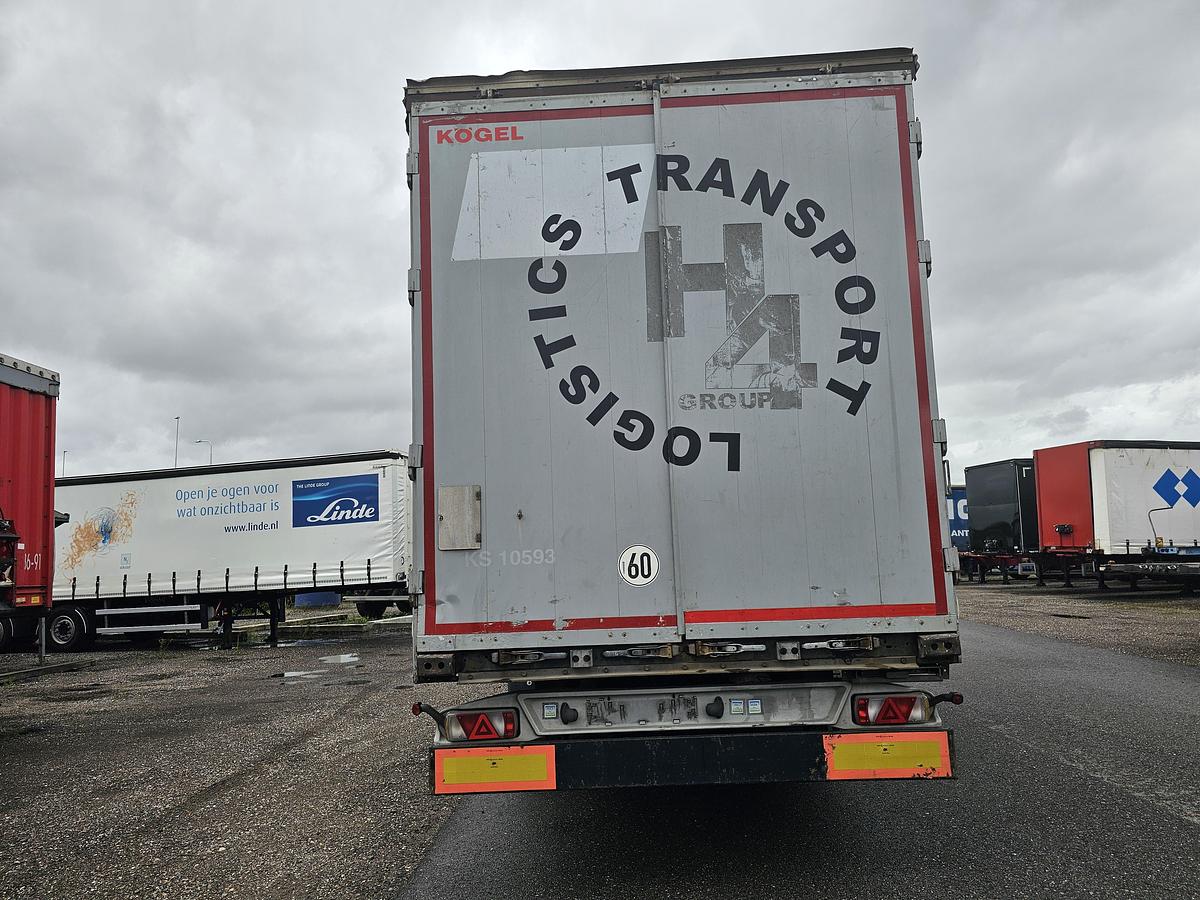 KÖGEL
TRANSPORT
LOGISTICS
H4
GROUP
KS 10593
60
Open je ogen voor
wat onzichtbaar is
www.linde.nl
THE LINDE GROUP
Linde
16-91
ANT